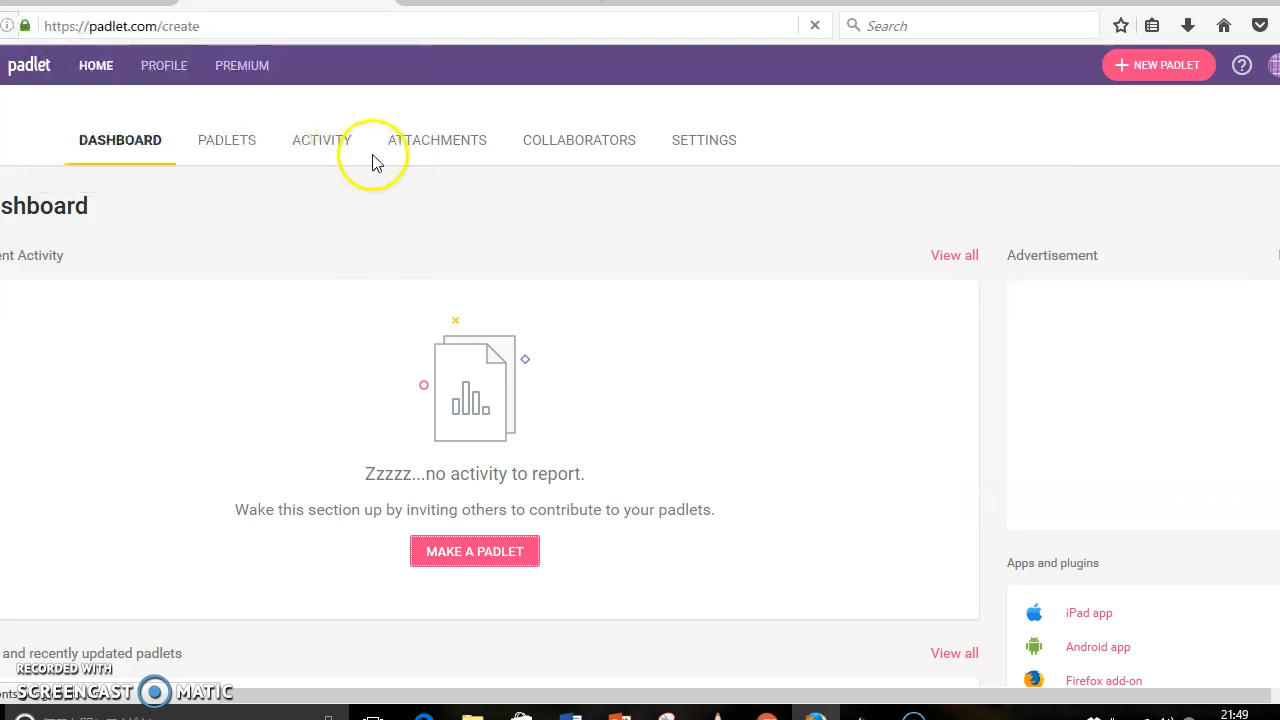 https://padlet.com/create
Search
padlet HOME PROFILE PREMIUM
NEW PADLET
DASHBOARD PADLETS ACTIVITY ATTACHMENTS COLLABORATORS SETTINGS
shboard
ent Activity
View all
Advertisement
Zzzzz...no activity to report.
Wake this section up by inviting others to contribute to your padlets.
MAKE A PADLET
Apps and plugins
iPad app
Android app
Firefox add-on
and recently updated padlets
View all
RECORDED WITH
SCREENCAST MATIC
21:49